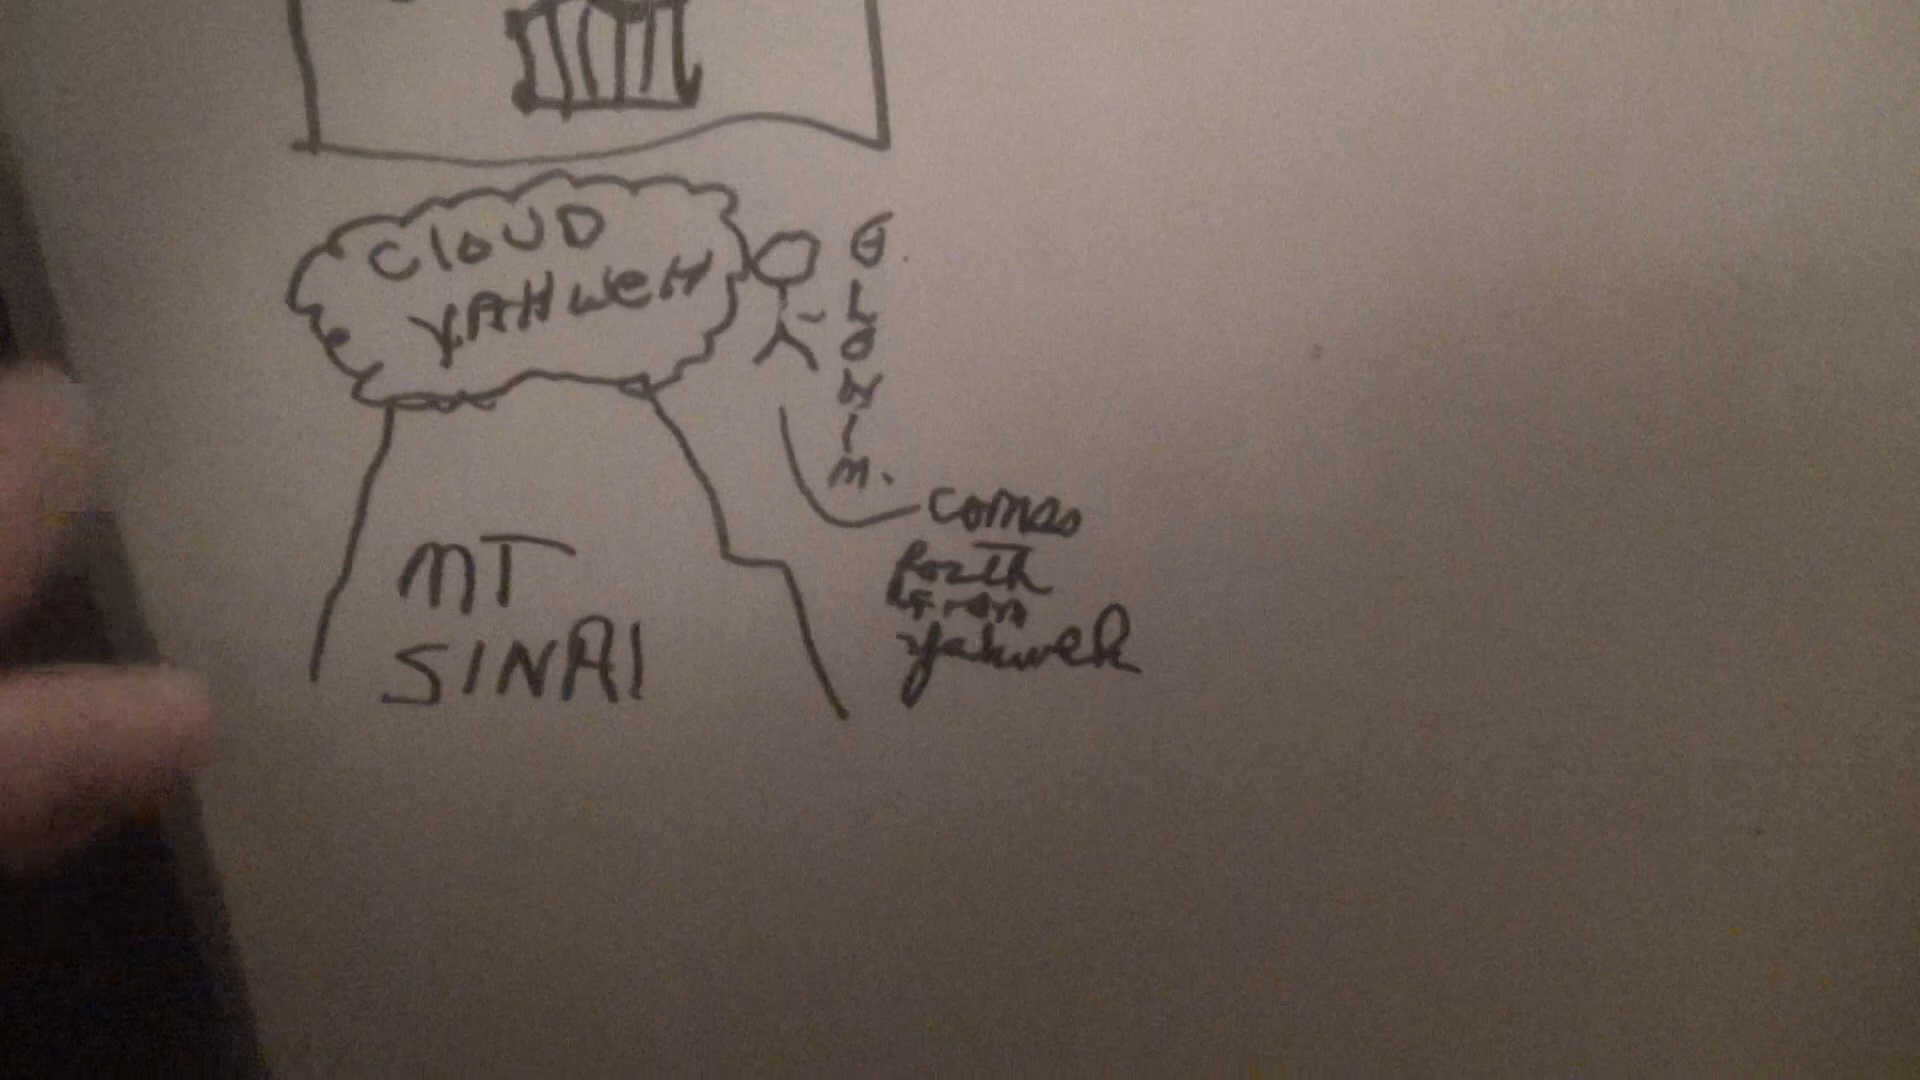 CloUD
YAHweH
E
L
O
H
I
M.
comes
forth
from
Yahweh
MT
SINAI